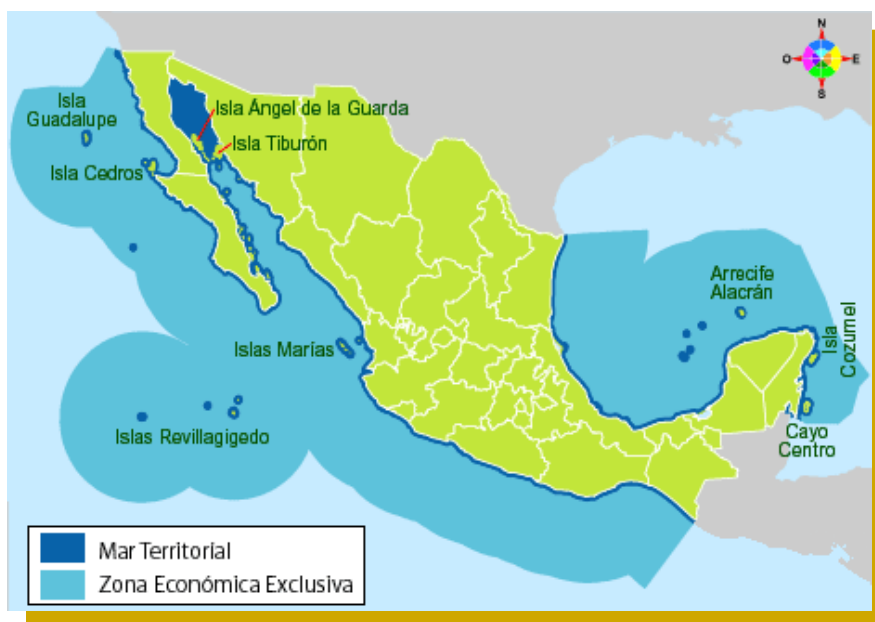 N
O
E
S
Isla
Guadalupe
Isla Ángel de la Guarda
Isla Tiburón
Isla Cedros
Arrecife
Alacrán
Isla
Cozumel
Islas Marías
Islas Revillagigedo
Cayo
Centro
Mar Territorial
Zona Económica Exclusiva